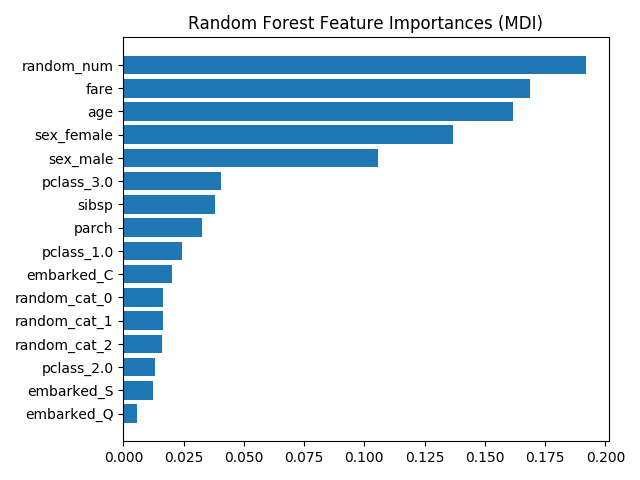 Random Forest Feature Importances (MDI)
random_num
fare
age
sex_female
sex_male
pclass_3.0
sibsp
parch
pclass_1.0
embarked_C
random_cat_0
random_cat_1
random_cat_2
pclass_2.0
embarked_S
embarked_Q
0.000 0.025 0.050 0.075 0.100 0.125 0.150 0.175 0.200